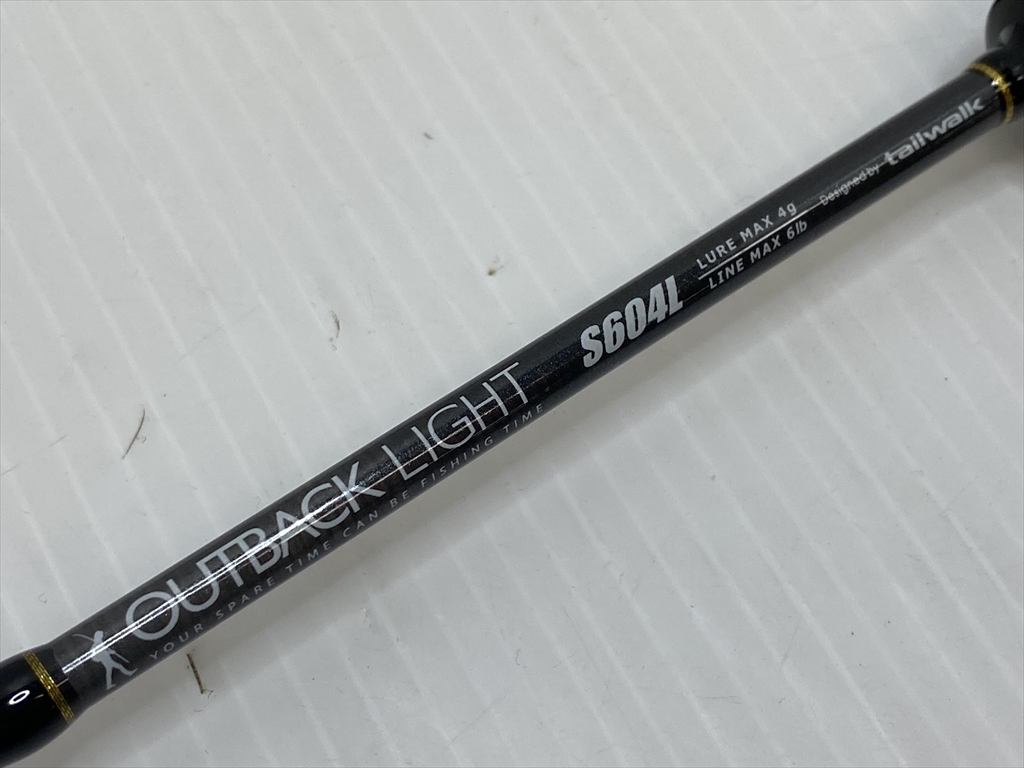 OUTBACK LIGHT
YOUR SPARE TIME CAN BE FISHING TIME
S604L
LURE MAX 4g
LINE MAX 6lb
Designed by tailwalk